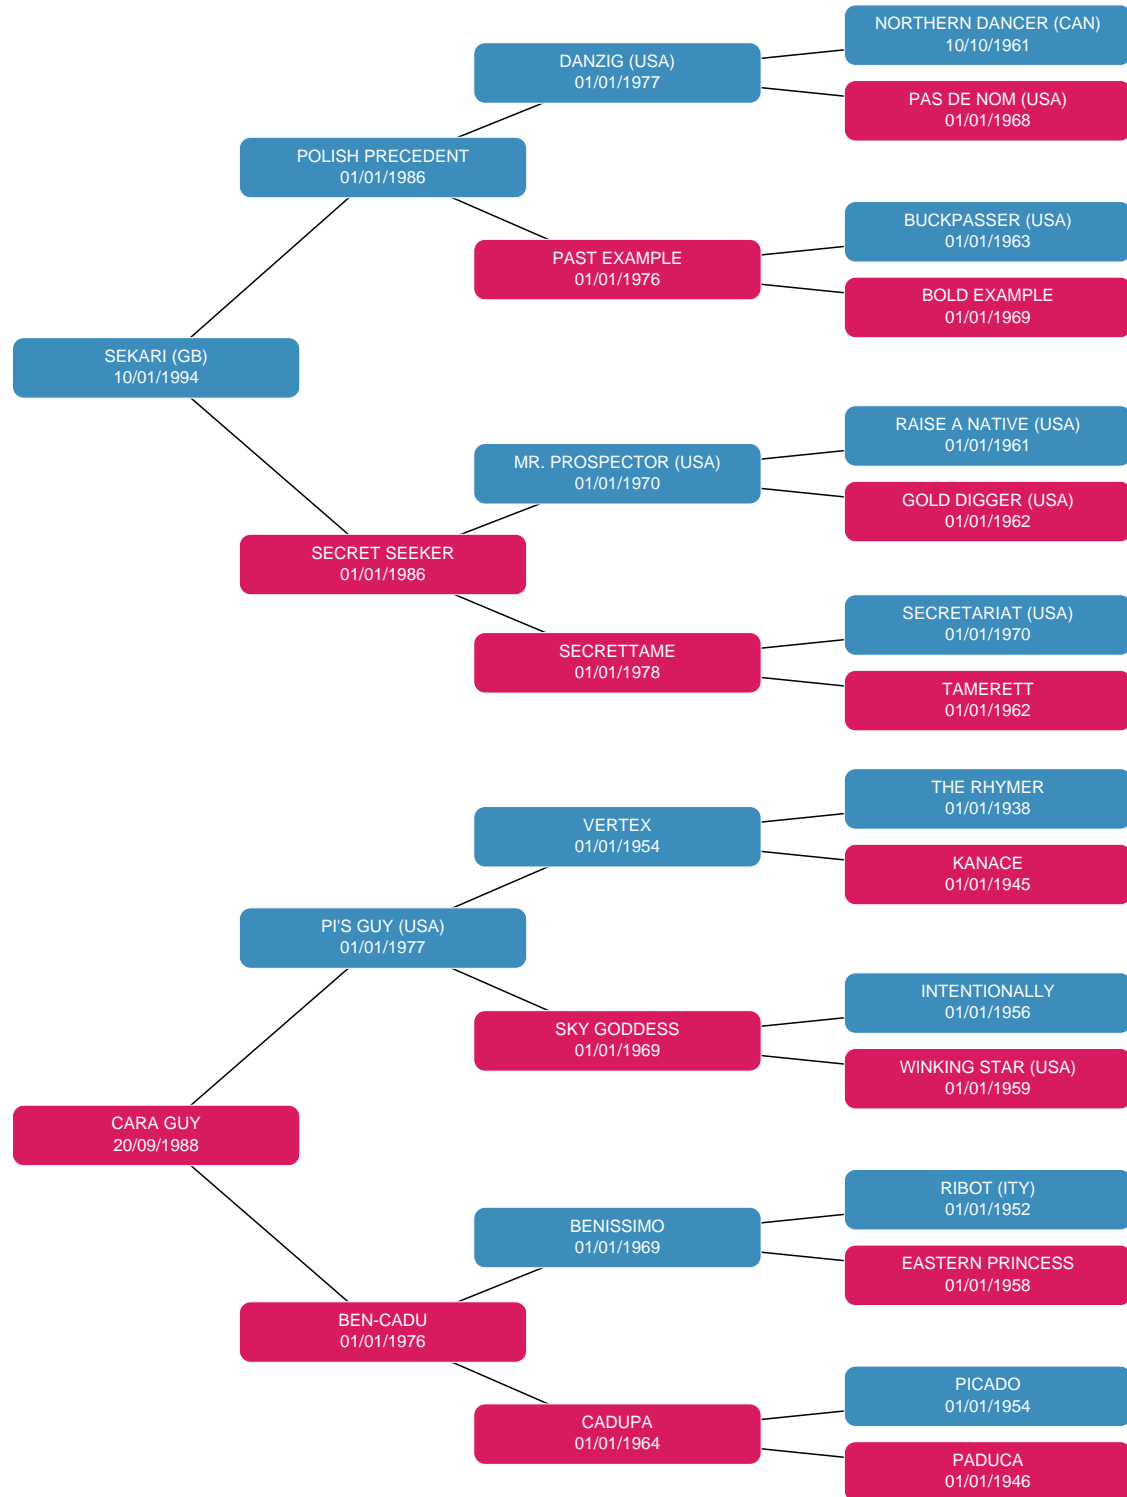 NORTHERN DANCER (CAN)
10/10/1961
DANZIG (USA)
01/01/1977
PAS DE NOM (USA)
01/01/1968
POLISH PRECEDENT
01/01/1986
BUCKPASSER (USA)
01/01/1963
PAST EXAMPLE
01/01/1976
BOLD EXAMPLE
01/01/1969
SEKARI (GB)
10/01/1994
RAISE A NATIVE (USA)
01/01/1961
MR. PROSPECTOR (USA)
01/01/1970
GOLD DIGGER (USA)
01/01/1962
SECRET SEEKER
01/01/1986
SECRETARIAT (USA)
01/01/1970
SECRETTAME
01/01/1978
TAMERETT
01/01/1962
THE RHYMER
01/01/1938
VERTEX
01/01/1954
KANACE
01/01/1945
PI'S GUY (USA)
01/01/1977
INTENTIONALLY
01/01/1956
SKY GODDESS
01/01/1969
WINKING STAR (USA)
01/01/1959
CARA GUY
20/09/1988
RIBOT (ITY)
01/01/1952
BENISSIMO
01/01/1969
EASTERN PRINCESS
01/01/1958
BEN-CADU
01/01/1976
PICADO
01/01/1954
CADUPA
01/01/1964
PADUCA
01/01/1946